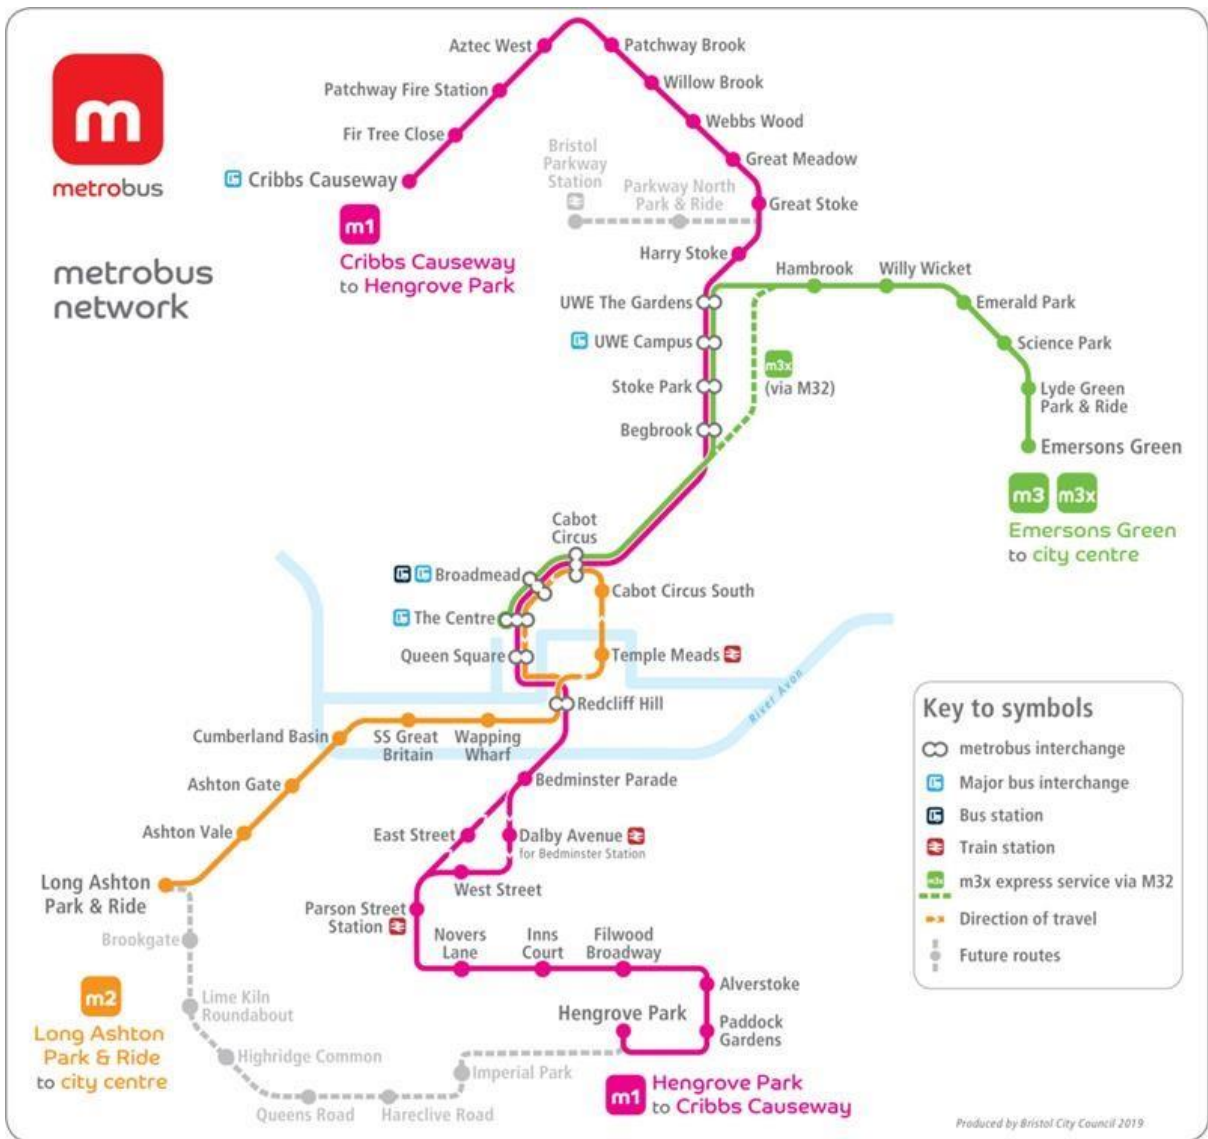 m
metrobus
metrobus
network
Aztec West
Patchway Brook
Patchway Fire Station
Willow Brook
Fir Tree Close
Webbs Wood
Cribbs Causeway
Great Meadow
Bristol
Parkway
Station
Parkway North
Park & Ride
Great Stoke
m1
Cribbs Causeway
to Hengrove Park
Harry Stoke
Hambrook
Willy Wicket
UWE The Gardens
Emerald Park
UWE Campus
Science Park
m3x
(via M32)
Stoke Park
Lyde Green
Park & Ride
Begbrook
Emersons Green
m3
m3x
Emersons Green
to city centre
Cabot
Circus
Broadmead
Cabot Circus South
The Centre
Queen Square
Temple Meads
Redcliff Hill
River Avon
Cumberland Basin
SS Great
Britain
Wapping
Wharf
Ashton Gate
Bedminster Parade
Ashton Vale
East Street
Dalby Avenue
for Bedminster Station
Long Ashton
Park & Ride
West Street
Parson Street
Station
Brookgate
Novers
Lane
Inns
Court
Filwood
Broadway
Alverstoke
m2
Long Ashton
Park & Ride
to city centre
Lime Kiln
Roundabout
Hengrove Park
Paddock
Gardens
Highridge Common
Imperial Park
Queens Road
Hareclive Road
m1
Hengrove Park
to Cribbs Causeway
Key to symbols
metrobus interchange
Major bus interchange
Bus station
Train station
m3x
m3x express service via M32
Direction of travel
Future routes
Produced by Bristol City Council 2019